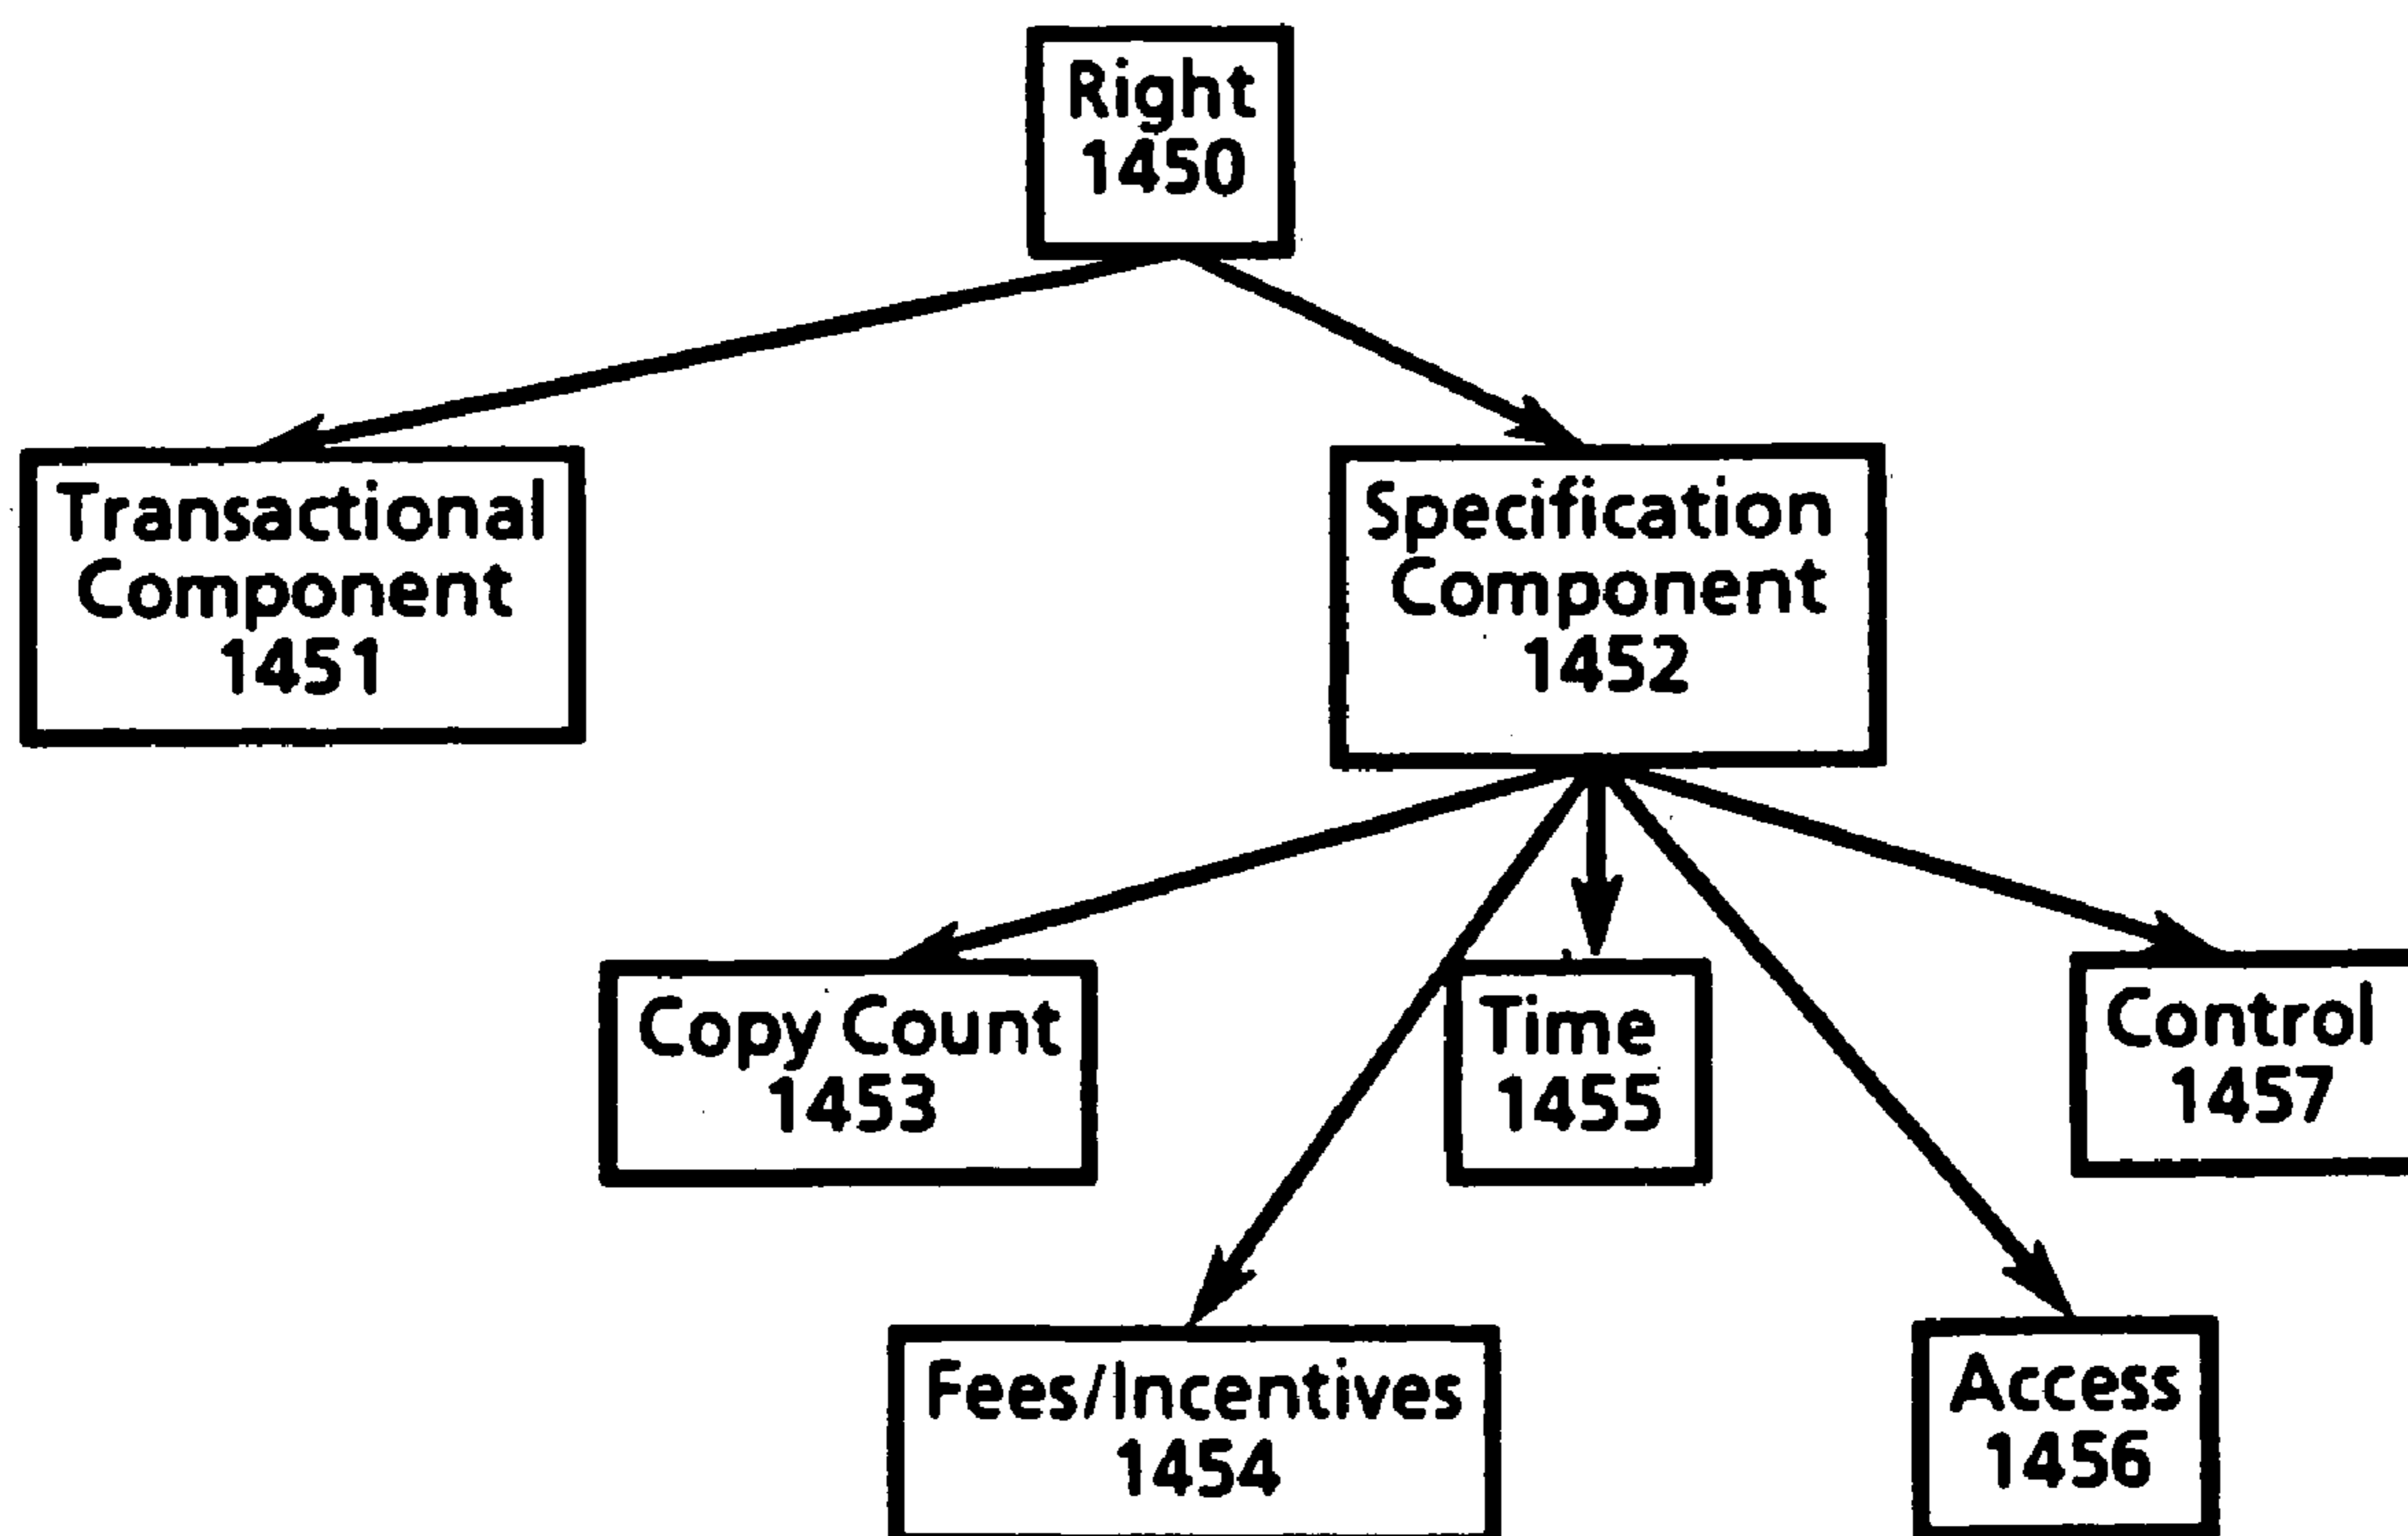 Right
1450
Transactional
Component
1451
Specification
Component
1452
Copy Count
1453
Time
1455
Control
1457
Fees/Incentives
1454
Access
1456